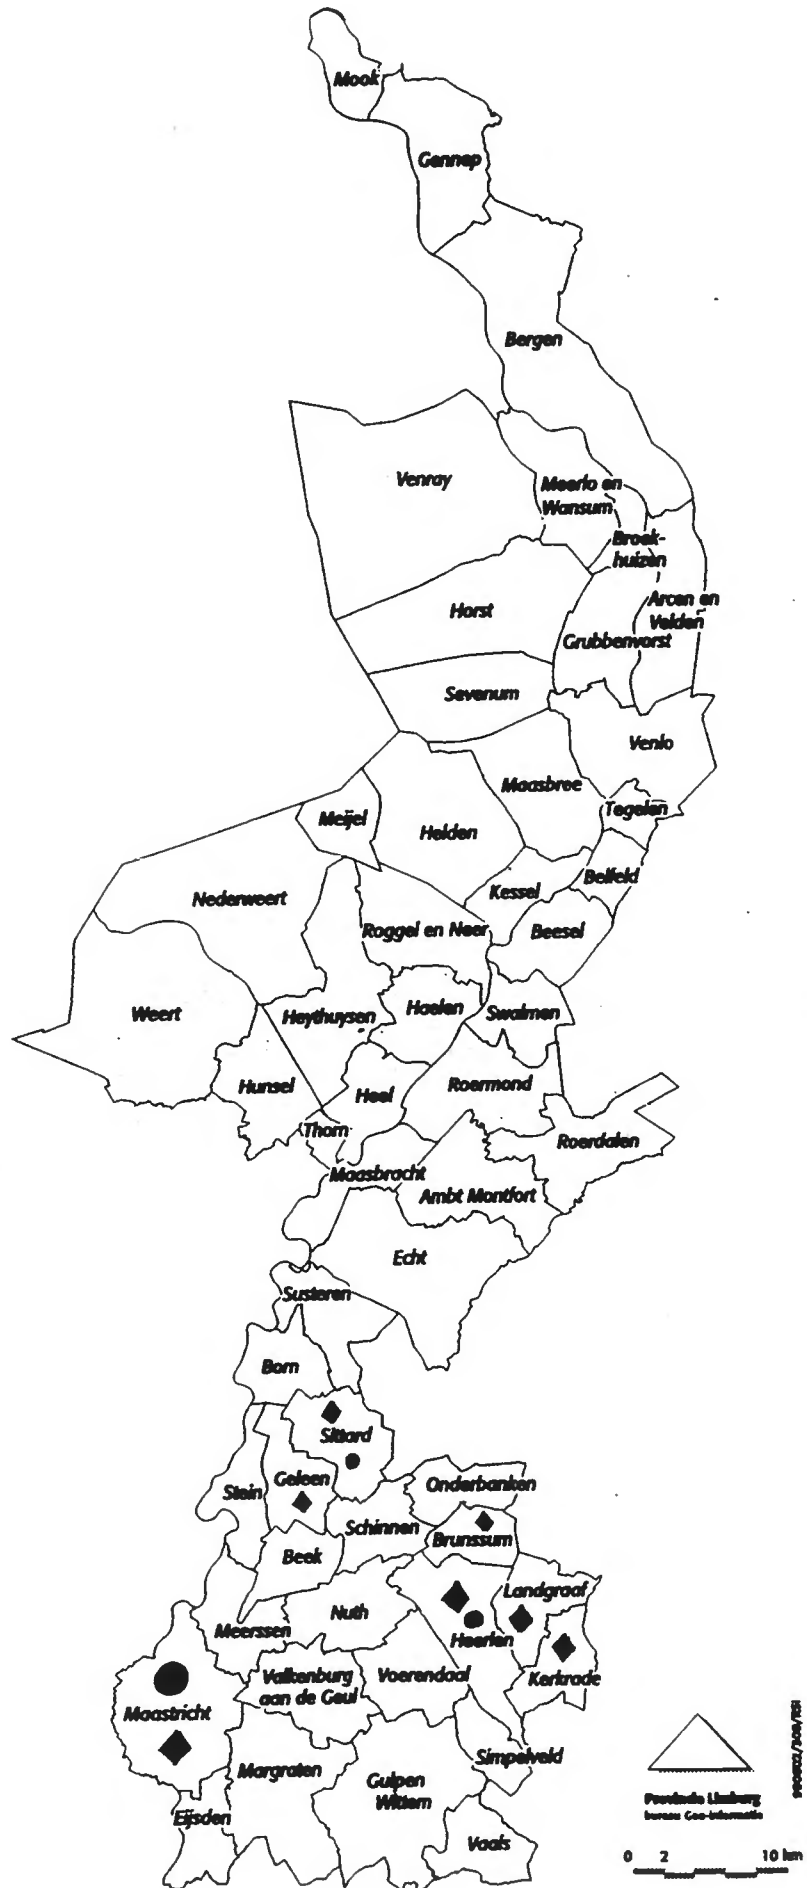 Mook
Gennep
Bergen
Venray
Meerlo en
Wansum
Broek-
huizen
Arcen en
Velden
Horst
Grubbenvorst
Sevenum
Venlo
Maasbree
Tegelen
Meijel
Helden
Belfeld
Kessel
Nederweert
Roggel en Neer
Beesel
Weert
Heythuysen
Haelen
Swalmen
Hunsel
Heel
Roermond
Thorn
Roerdalen
Maasbracht
Ambt Montfort
Echt
Susteren
Born
Sittard
Geleen
Stein
Onderbanken
Schinnen
Brunssum
Beek
Landgraaf
Nuth
Meerssen
Heerlen
Valkenburg
aan de Geul
Voerendaal
Kerkrade
Maastricht
Simpelveld
Margraten
Gulpen
Wittem
Eijsden
Vaals
Provincie Limburg
bureau Geo-informatie
0 2 10 km